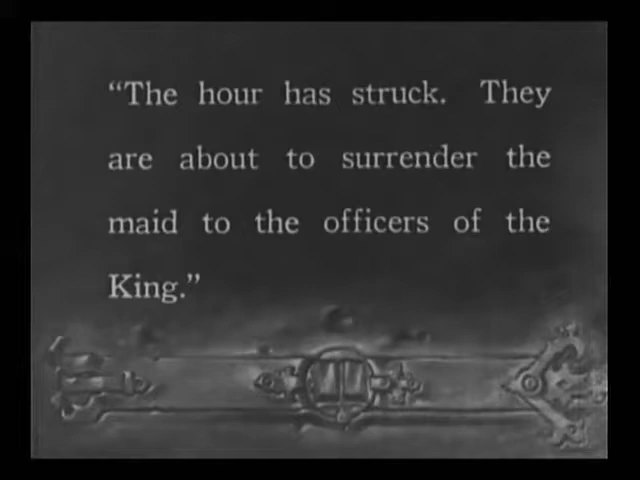 “The hour has struck. They
are about to surrender the
maid to the officers of the
King.”